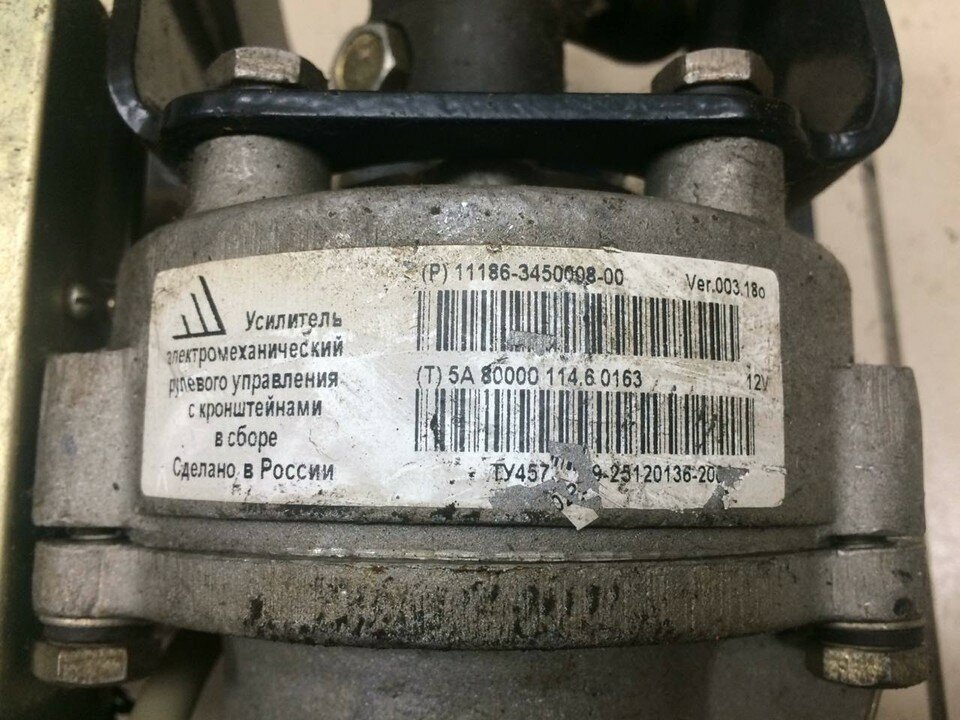 Усилитель
электромеханический
рулевого управления
с кронштейнами
в сборе
Сделано в России
(P) 11186-3450008-00
Ver.003.18o
(T) 5A 80000 114.6 0163
12V